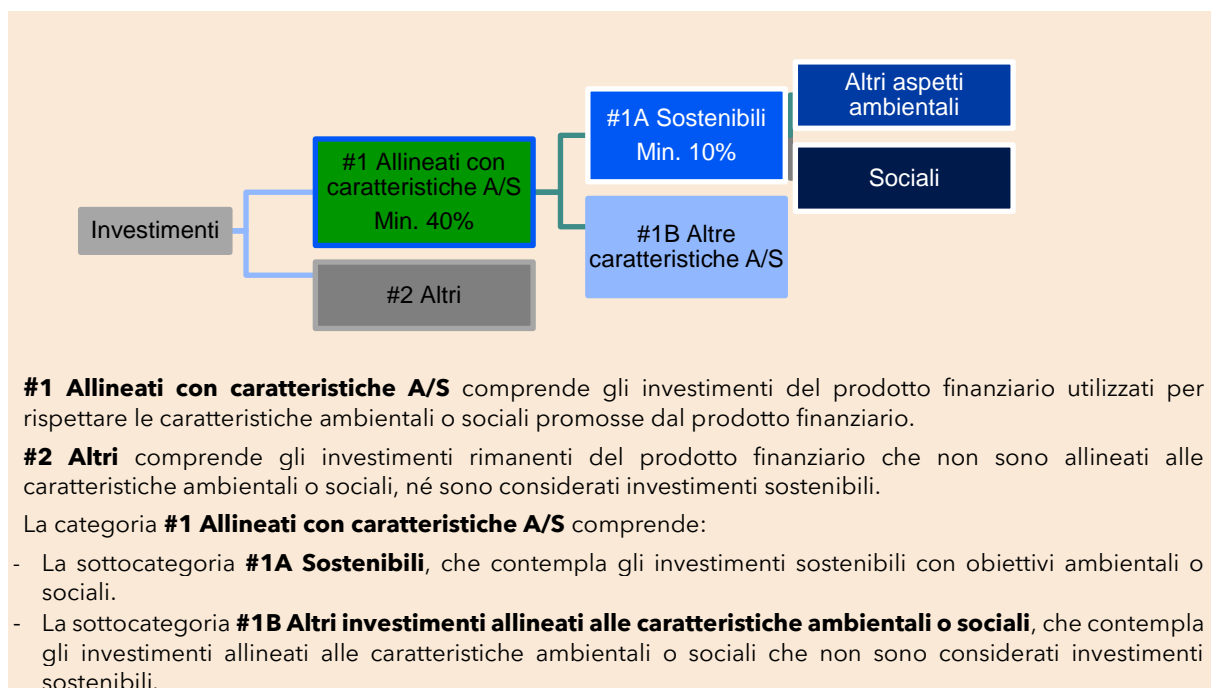 Altri aspetti
ambientali
#1A Sostenibili
Min. 10%
#1 Allineati con
caratteristiche A/S
Min. 40%
Sociali
Investimenti
#1B Altre
caratteristiche A/S
#2 Altri
#1 Allineati con caratteristiche A/S comprende gli investimenti del prodotto finanziario utilizzati per
rispettare le caratteristiche ambientali o sociali promosse dal prodotto finanziario.
#2 Altri comprende gli investimenti rimanenti del prodotto finanziario che non sono allineati alle
caratteristiche ambientali o sociali, né sono considerati investimenti sostenibili.
La categoria #1 Allineati con caratteristiche A/S comprende:
- La sottocategoria #1A Sostenibili, che contempla gli investimenti sostenibili con obiettivi ambientali o
sociali.
- La sottocategoria #1B Altri investimenti allineati alle caratteristiche ambientali o sociali, che contempla
gli investimenti allineati alle caratteristiche ambientali o sociali che non sono considerati investimenti
sostenibili.